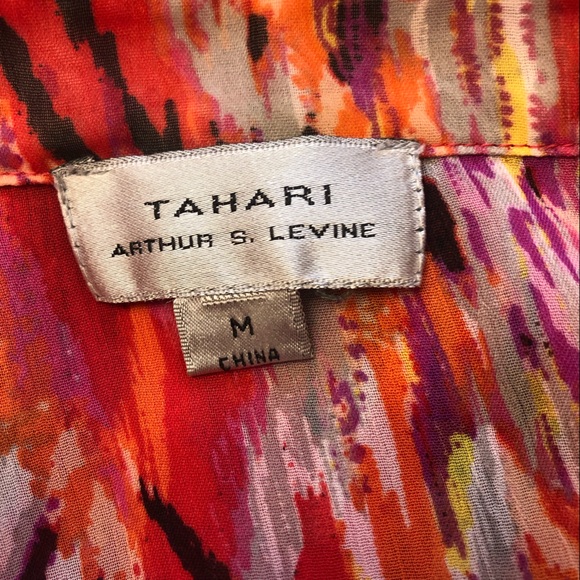 TAHARI
ARTHUR S. LEVINE
M
CHINA